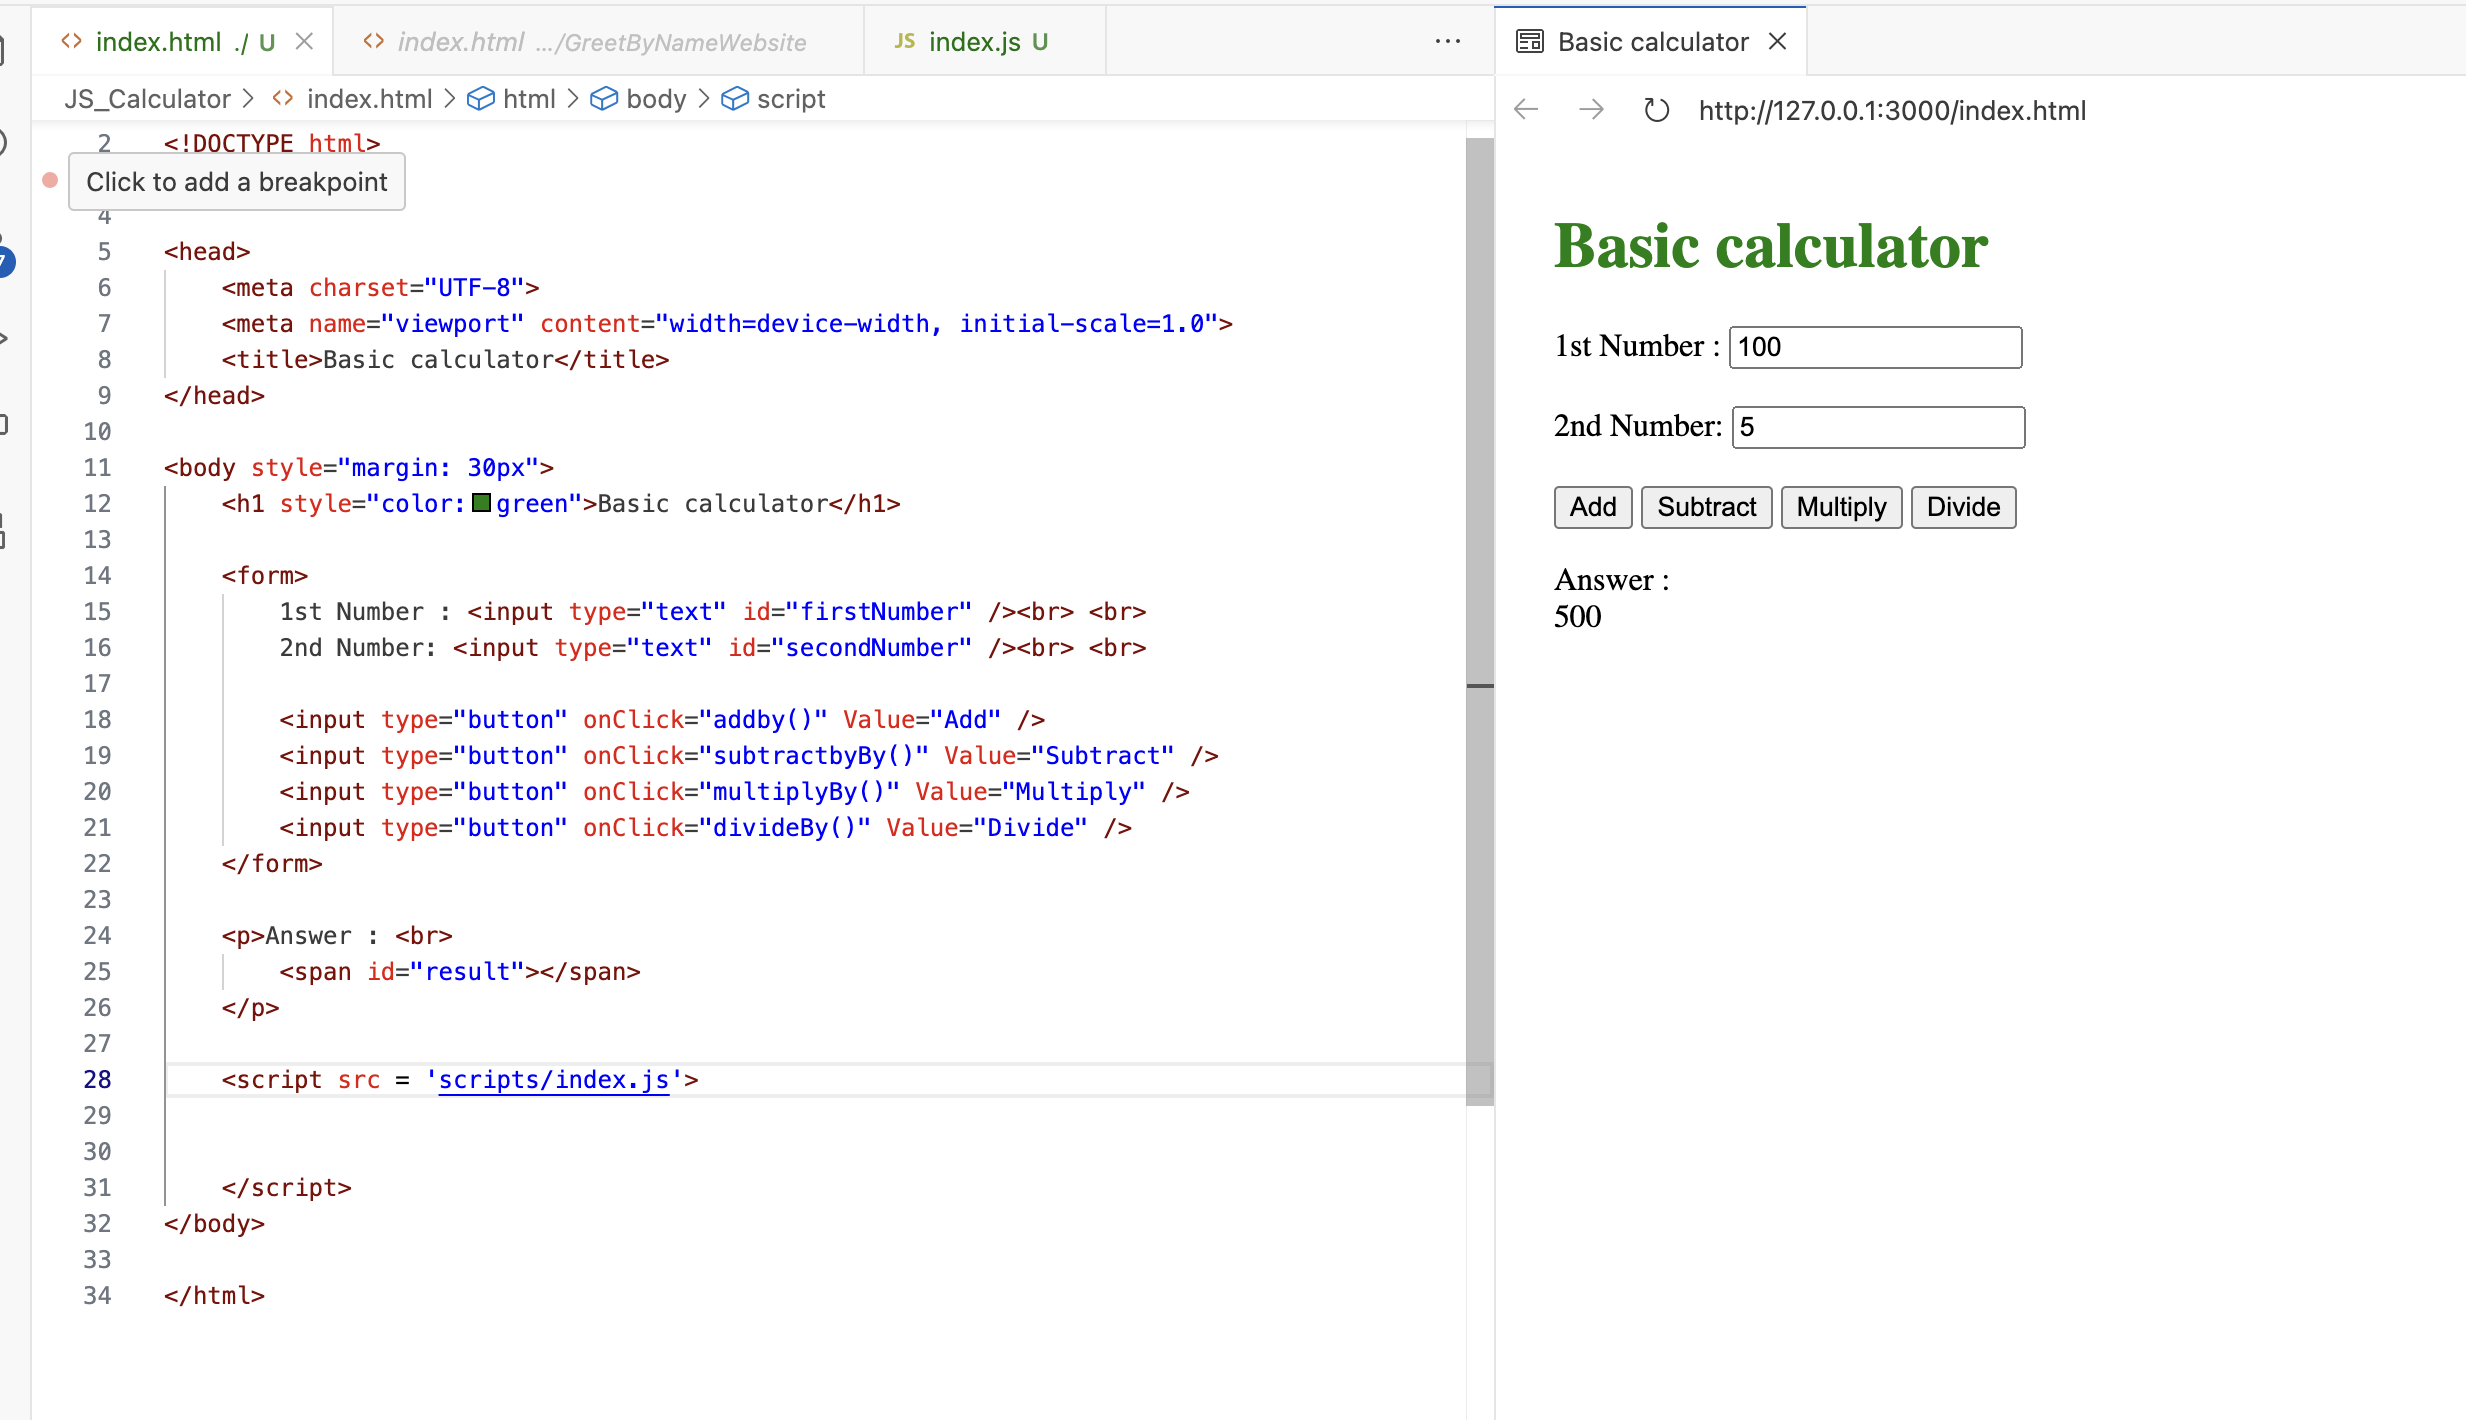 index.html ./ U
index.html .../GreetByNameWebsite
JS index.js U
JS_Calculator > index.html > html > body > script
2 <!DOCTYPE html>
Click to add a breakpoint
4
5 <head>
6 <meta charset="UTF-8">
7 <meta name="viewport" content="width=device-width, initial-scale=1.0">
8 <title>Basic calculator</title>
9 </head>
10
11 <body style="margin: 30px">
12 <h1 style="color:green">Basic calculator</h1>
13
14 <form>
15 1st Number : <input type="text" id="firstNumber" /><br> <br>
16 2nd Number: <input type="text" id="secondNumber" /><br> <br>
17
18 <input type="button" onClick="addby()" Value="Add" />
19 <input type="button" onClick="subtractbyBy()" Value="Subtract" />
20 <input type="button" onClick="multiplyBy()" Value="Multiply" />
21 <input type="button" onClick="divideBy()" Value="Divide" />
22 </form>
23
24 <p>Answer : <br>
25 <span id="result"></span>
26 </p>
27
28 <script src = 'scripts/index.js'>
29
30
31 </script>
32 </body>
33
34 </html>
Basic calculator
http://127.0.0.1:3000/index.html
Basic calculator
1st Number : 100
2nd Number: 5
Add Subtract Multiply Divide
Answer :
500